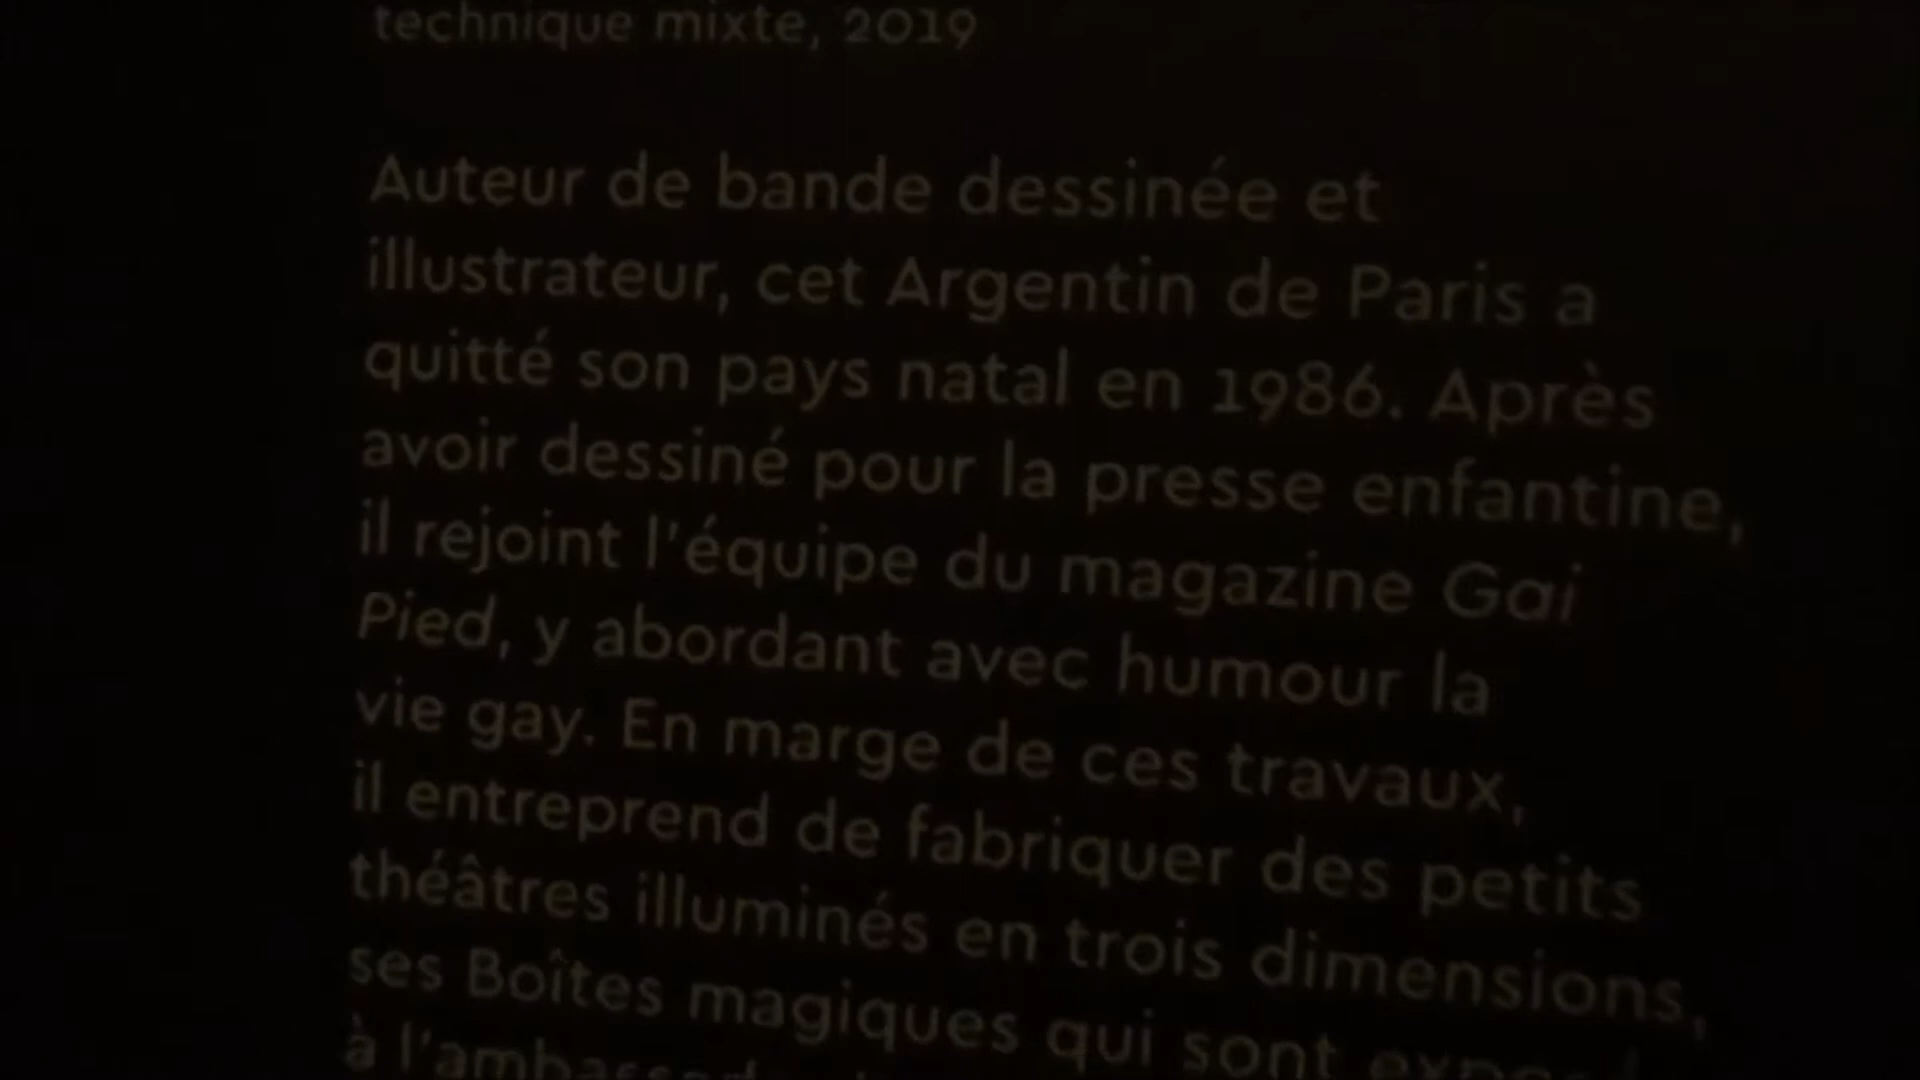 technique mixte, 2019
Auteur de bande dessinée et
illustrateur, cet Argentin de Paris a
quitté son pays natal en 1986. Après
avoir dessiné pour la presse enfantine,
il rejoint l'équipe du magazine Gai
Pied, y abordant avec humour la
vie gay. En marge de ces travaux,
il entreprend de fabriquer des petits
théâtres illuminés en trois dimensions,
ses Boîtes magiques qui sont
à